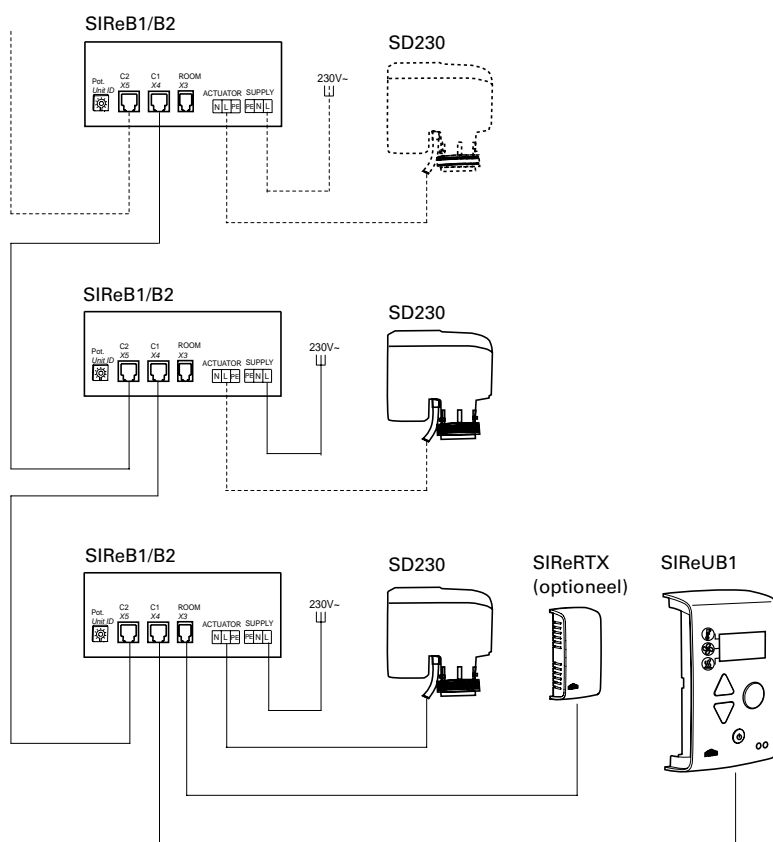 SIReB1/B2
SD230
Pot.
Unit ID
C2
X5
C1
X4
ROOM
X3
ACTUATOR SUPPLY
N L PE PE N L
230V~
SIReB1/B2
SD230
Pot.
Unit ID
C2
X5
C1
X4
ROOM
X3
ACTUATOR SUPPLY
N L PE PE N L
230V~
SIReB1/B2
SD230
SIReRTX
(optioneel)
SIReUB1
Pot.
Unit ID
C2
X5
C1
X4
ROOM
X3
ACTUATOR SUPPLY
N L PE PE N L
230V~